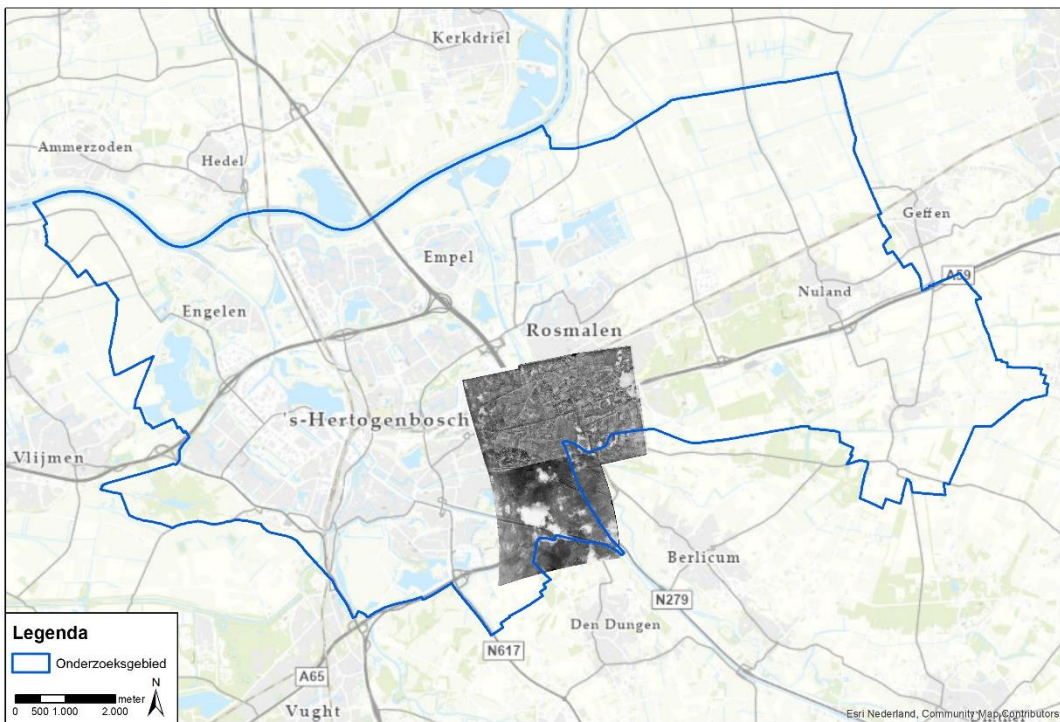 Kerkdriel
Ammerzoden
Hedel
Geffen
Empel
A59
Nuland
Engelen
Rosmalen
's-Hertogenbosch
Vlijmen
Berlicum
N279
Den Dungen
N617
A65
Vught
Legenda
Onderzoeksgebied
meter
N
0 500 1.000 2.000
Esri Nederland, Community Map Contributors